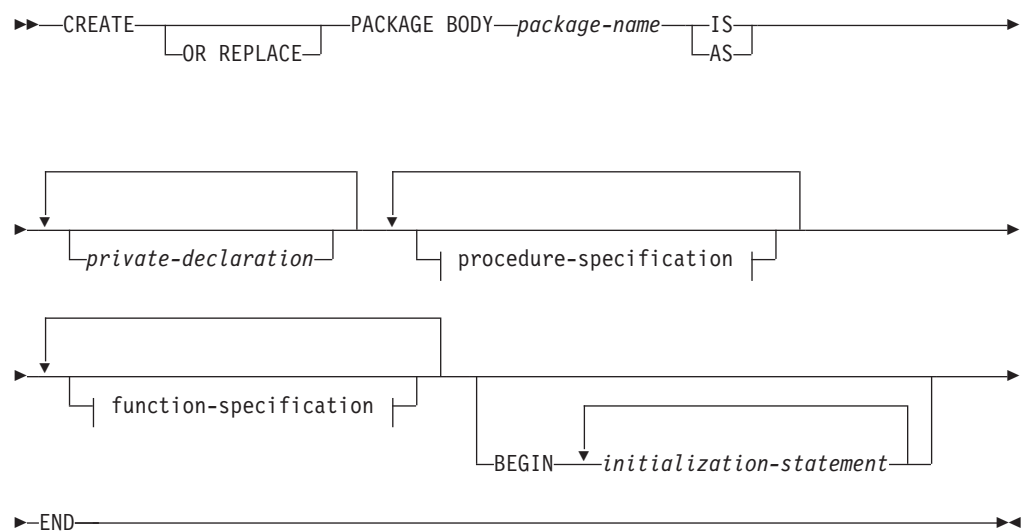 CREATE PACKAGE BODY package-name IS
OR REPLACE AS
private-declaration procedure-specification
function-specification
BEGIN initialization-statement
END